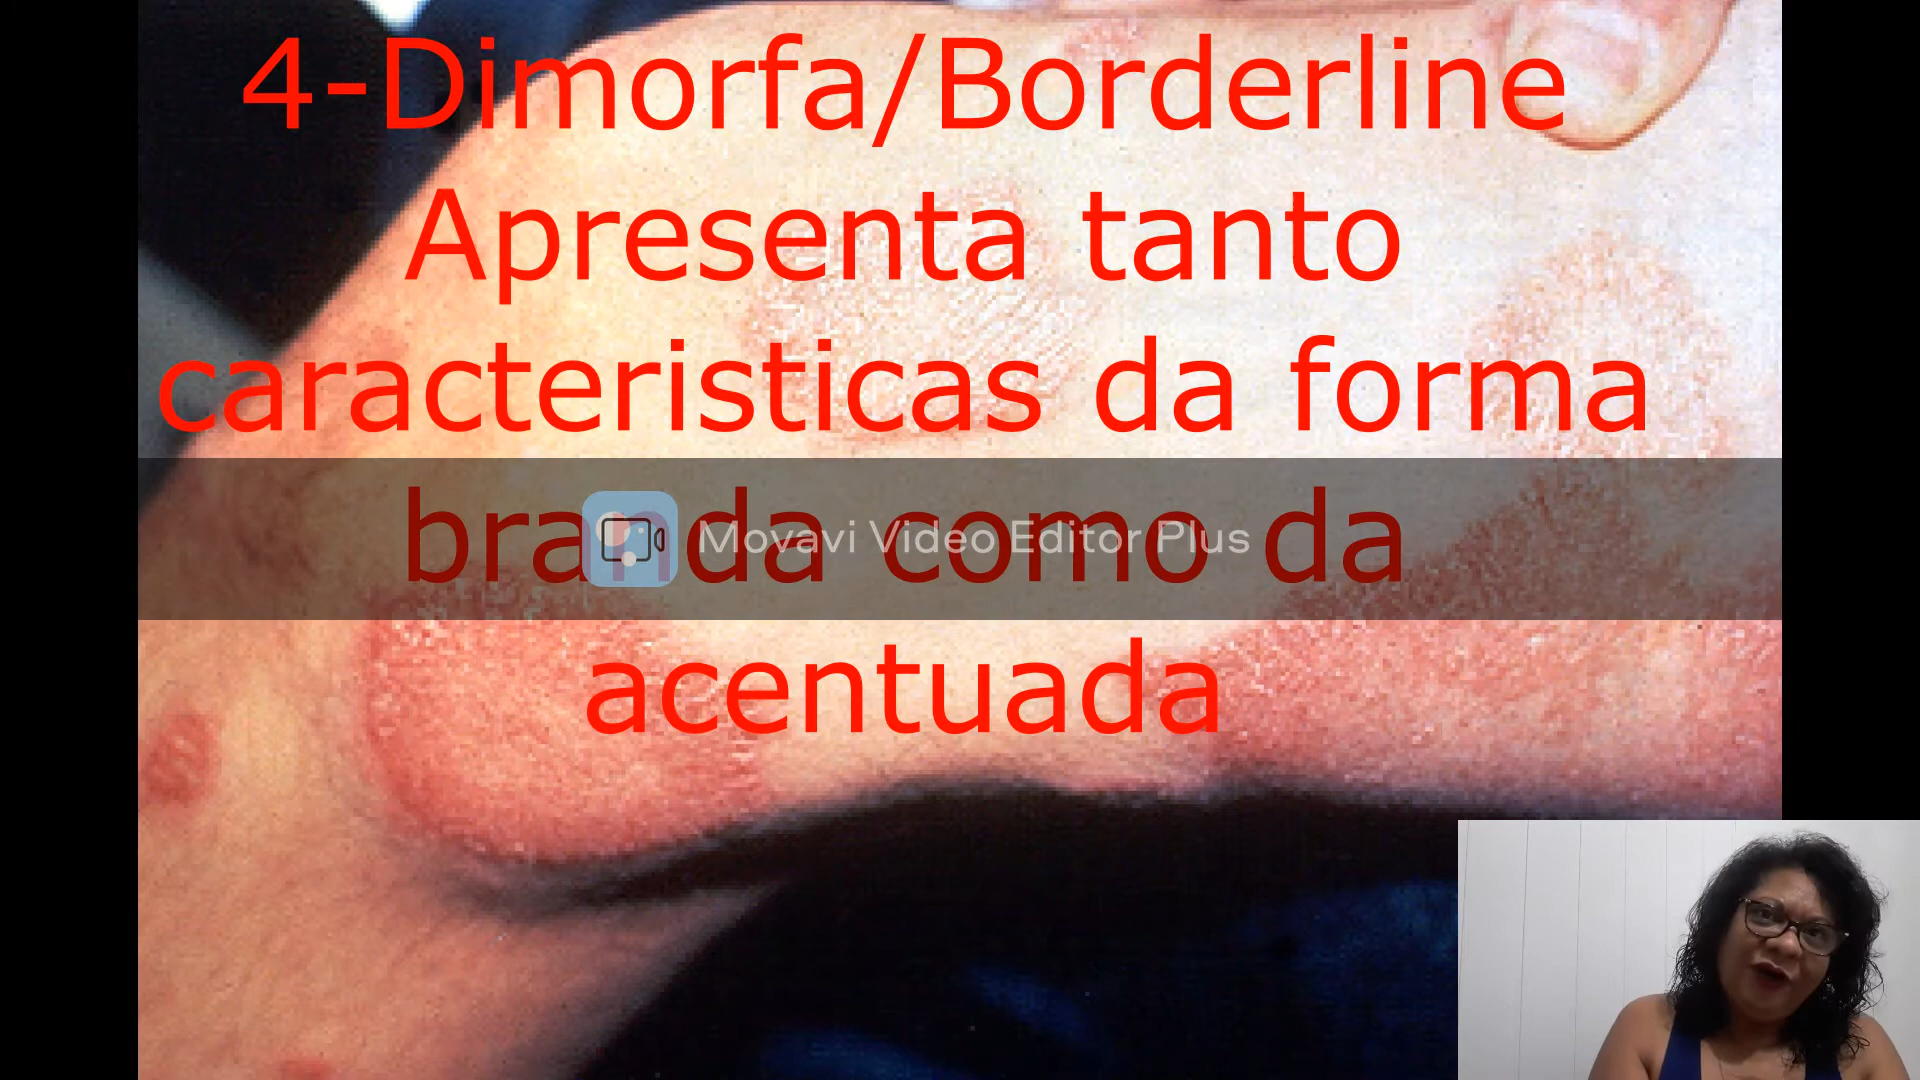 4-Dimorfa/Borderline
Apresenta tanto
caracteristicas da forma
branda como da
Movavi Video Editor Plus
acentuada